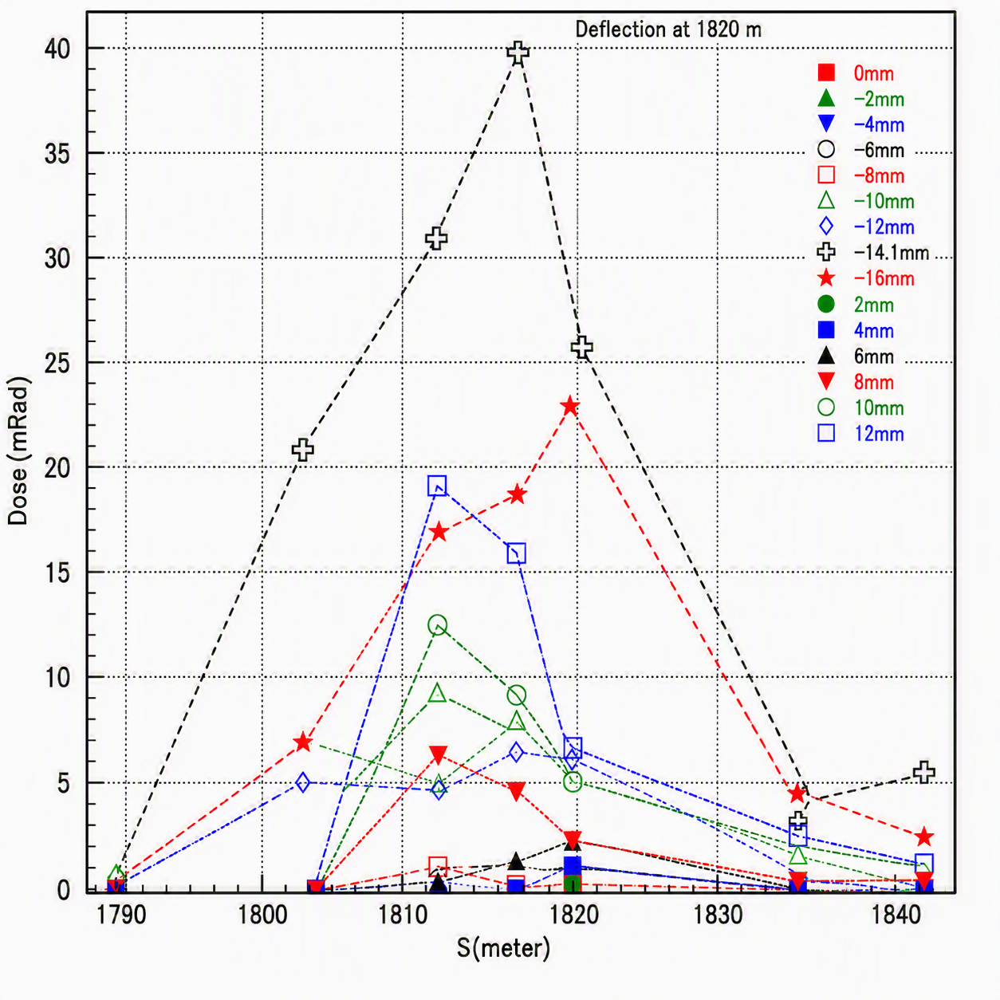 Deflection at 1820 m
40
35
30
25
20
15
10
5
0
Dose (mRad)
0mm
−2mm
−4mm
−6mm
−8mm
−10mm
−12mm
−14.1mm
−16mm
2mm
4mm
6mm
8mm
10mm
12mm
1790 1800 1810 1820 1830 1840
S(meter)